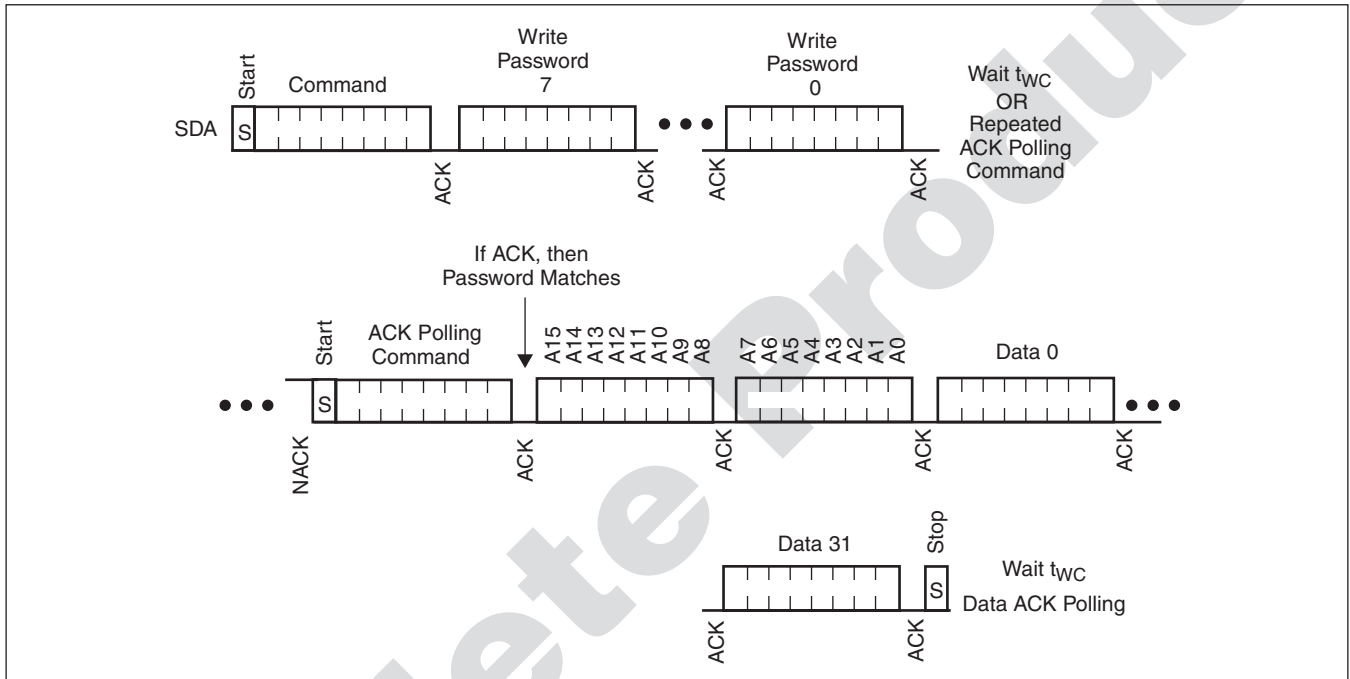 Start
Command
Write
Password
7
Write
Password
0
Wait tWC
OR
Repeated
ACK Polling
Command
SDA
S
ACK
ACK
ACK
ACK
If ACK, then
Password Matches
Start
ACK Polling
Command
A15
A14
A13
A12
A11
A10
A9
A8
A7
A6
A5
A4
A3
A2
A1
A0
Data 0
S
NACK
ACK
ACK
ACK
ACK
Data 31
Stop
S
Wait tWC
Data ACK Polling
ACK
ACK
lete Produc